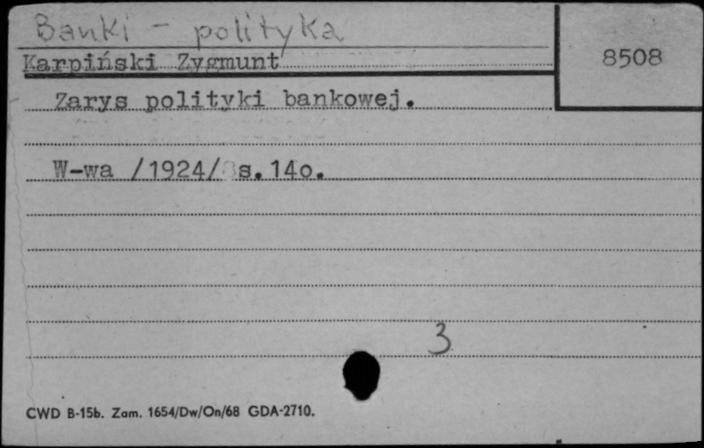 Banki - polityka
8508
Karpiński Zygmunt
Zarys polityki bankowej.
W-wa /1924/ s.14o.
3
CWD B-15b. Zam. 1654/Dw/On/68 GDA-2710.